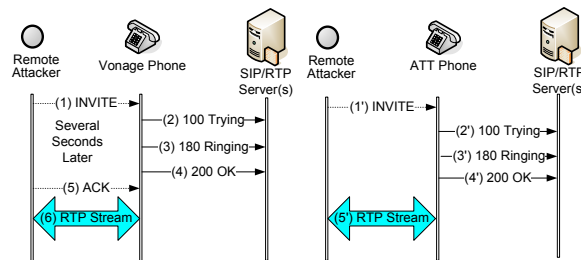 Remote
Attacker
Vonage Phone
SIP/RTP
Server(s)
(1) INVITE
Several
Seconds
Later
(2) 100 Trying
(3) 180 Ringing
(4) 200 OK
(5) ACK
(6) RTP Stream
Remote
Attacker
ATT Phone
SIP/RTP
Server(s)
(1') INVITE
(2') 100 Trying
(3') 180 Ringing
(4') 200 OK
(5') RTP Stream